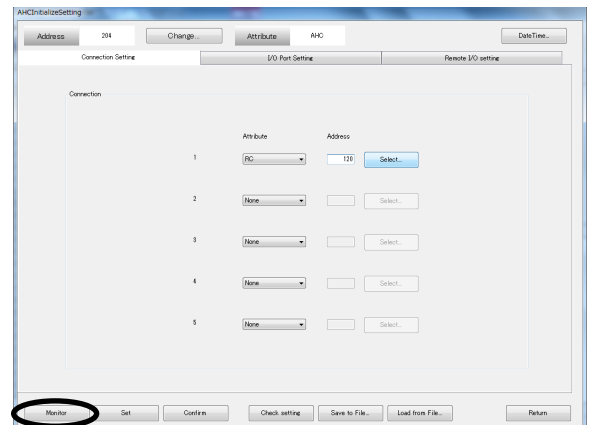 AHCInitializeSetting
Address 204 Change... Attribute AHC DateTime...
Connection Setting I/O Port Setting Remote I/O setting
Connection
Attribute Address
1 RC 120 Select...
2 None Select...
3 None Select...
4 None Select...
5 None Select...
Monitor Set Confirm Check setting Save to File... Load from File... Return